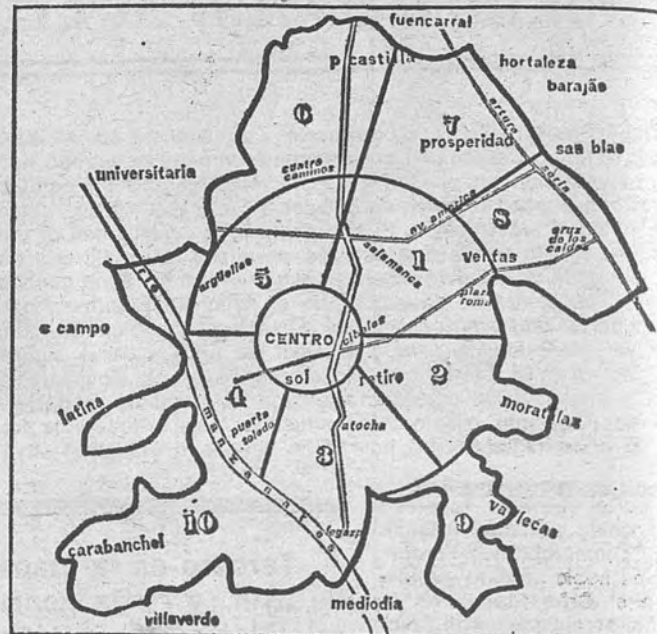 fuencarral
p. castilla
hortaleza
barajas
6
7
arturo
prosperidad
san blas
cuatro
caminos
soria
universitaria
av. america
8
cruz
de los
caidos
1
salamanca
ventas
argüelles
5
plaza
roma
rio
c campo
CENTRO
cibeles
sol
retiro
2
4
latina
puerta
toledo
moratalaz
atocha
manzanares
3
vallecas
10
9
carabanchel
legazpi
mediodia
villaverde